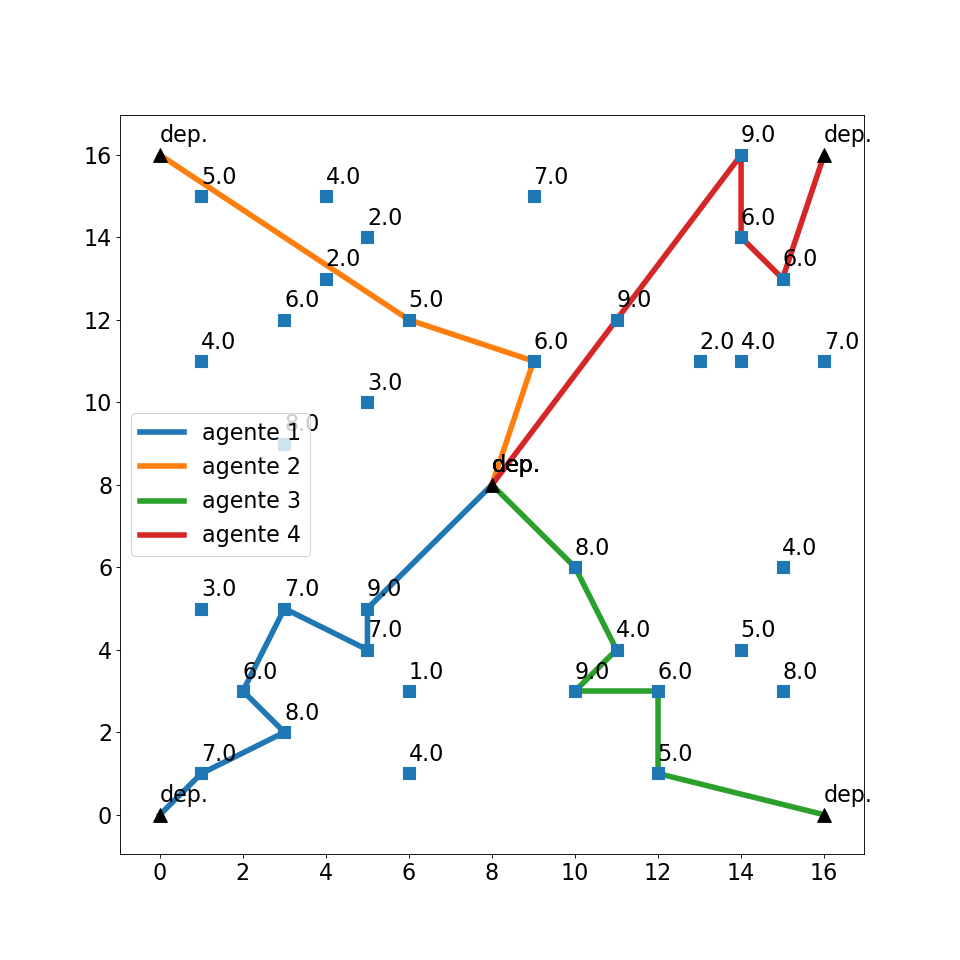 dep. 9.0 dep.
16
5.0 4.0 7.0
2.0 6.0
14
2.0 6.0
6.0 5.0 9.0
12
4.0 6.0 2.0 4.0 7.0
3.0
10
8.0
agente 1
agente 2
agente 3
agente 4
dep.
8
8.0 4.0
6
3.0 7.0 9.0
7.0 4.0 5.0
4
6.0 1.0 9.0 6.0 8.0
8.0
2
7.0 4.0 5.0
dep. dep.
0
0 2 4 6 8 10 12 14 16